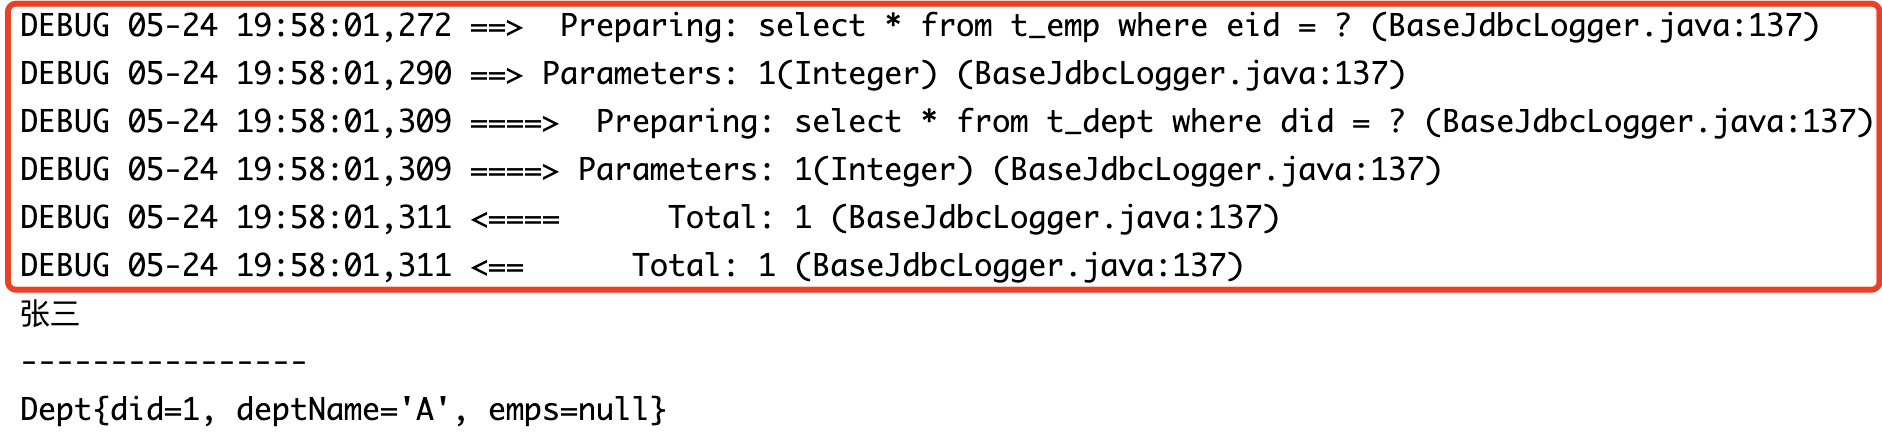 DEBUG 05-24 19:58:01,272 ==>  Preparing: select * from t_emp where eid = ? (BaseJdbcLogger.java:137)
DEBUG 05-24 19:58:01,290 ==> Parameters: 1(Integer) (BaseJdbcLogger.java:137)
DEBUG 05-24 19:58:01,309 ====>  Preparing: select * from t_dept where did = ? (BaseJdbcLogger.java:137)
DEBUG 05-24 19:58:01,309 ====> Parameters: 1(Integer) (BaseJdbcLogger.java:137)
DEBUG 05-24 19:58:01,311 <====      Total: 1 (BaseJdbcLogger.java:137)
DEBUG 05-24 19:58:01,311 <==      Total: 1 (BaseJdbcLogger.java:137)
张三
----------------
Dept{did=1, deptName='A', emps=null}